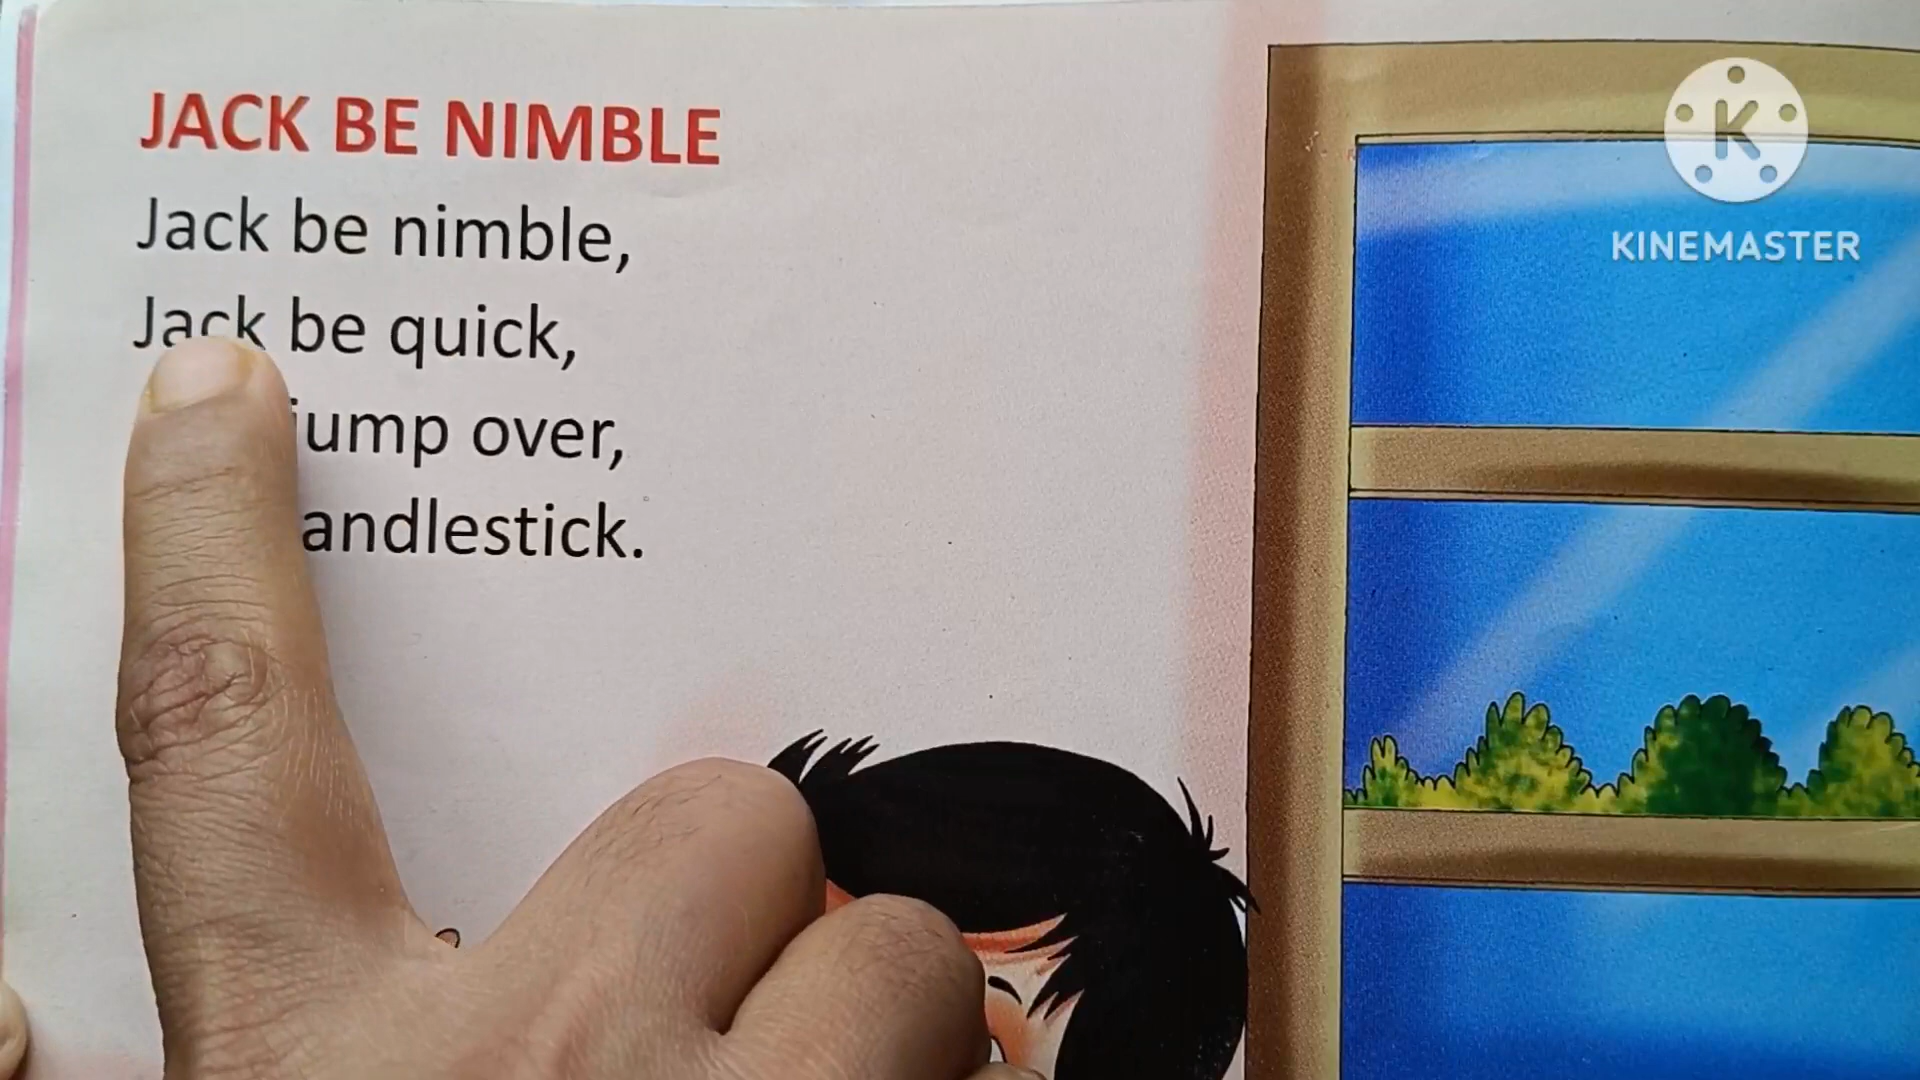 JACK BE NIMBLE
Jack be nimble,
Jack be quick,
jump over,
andlestick.
K
KINEMASTER